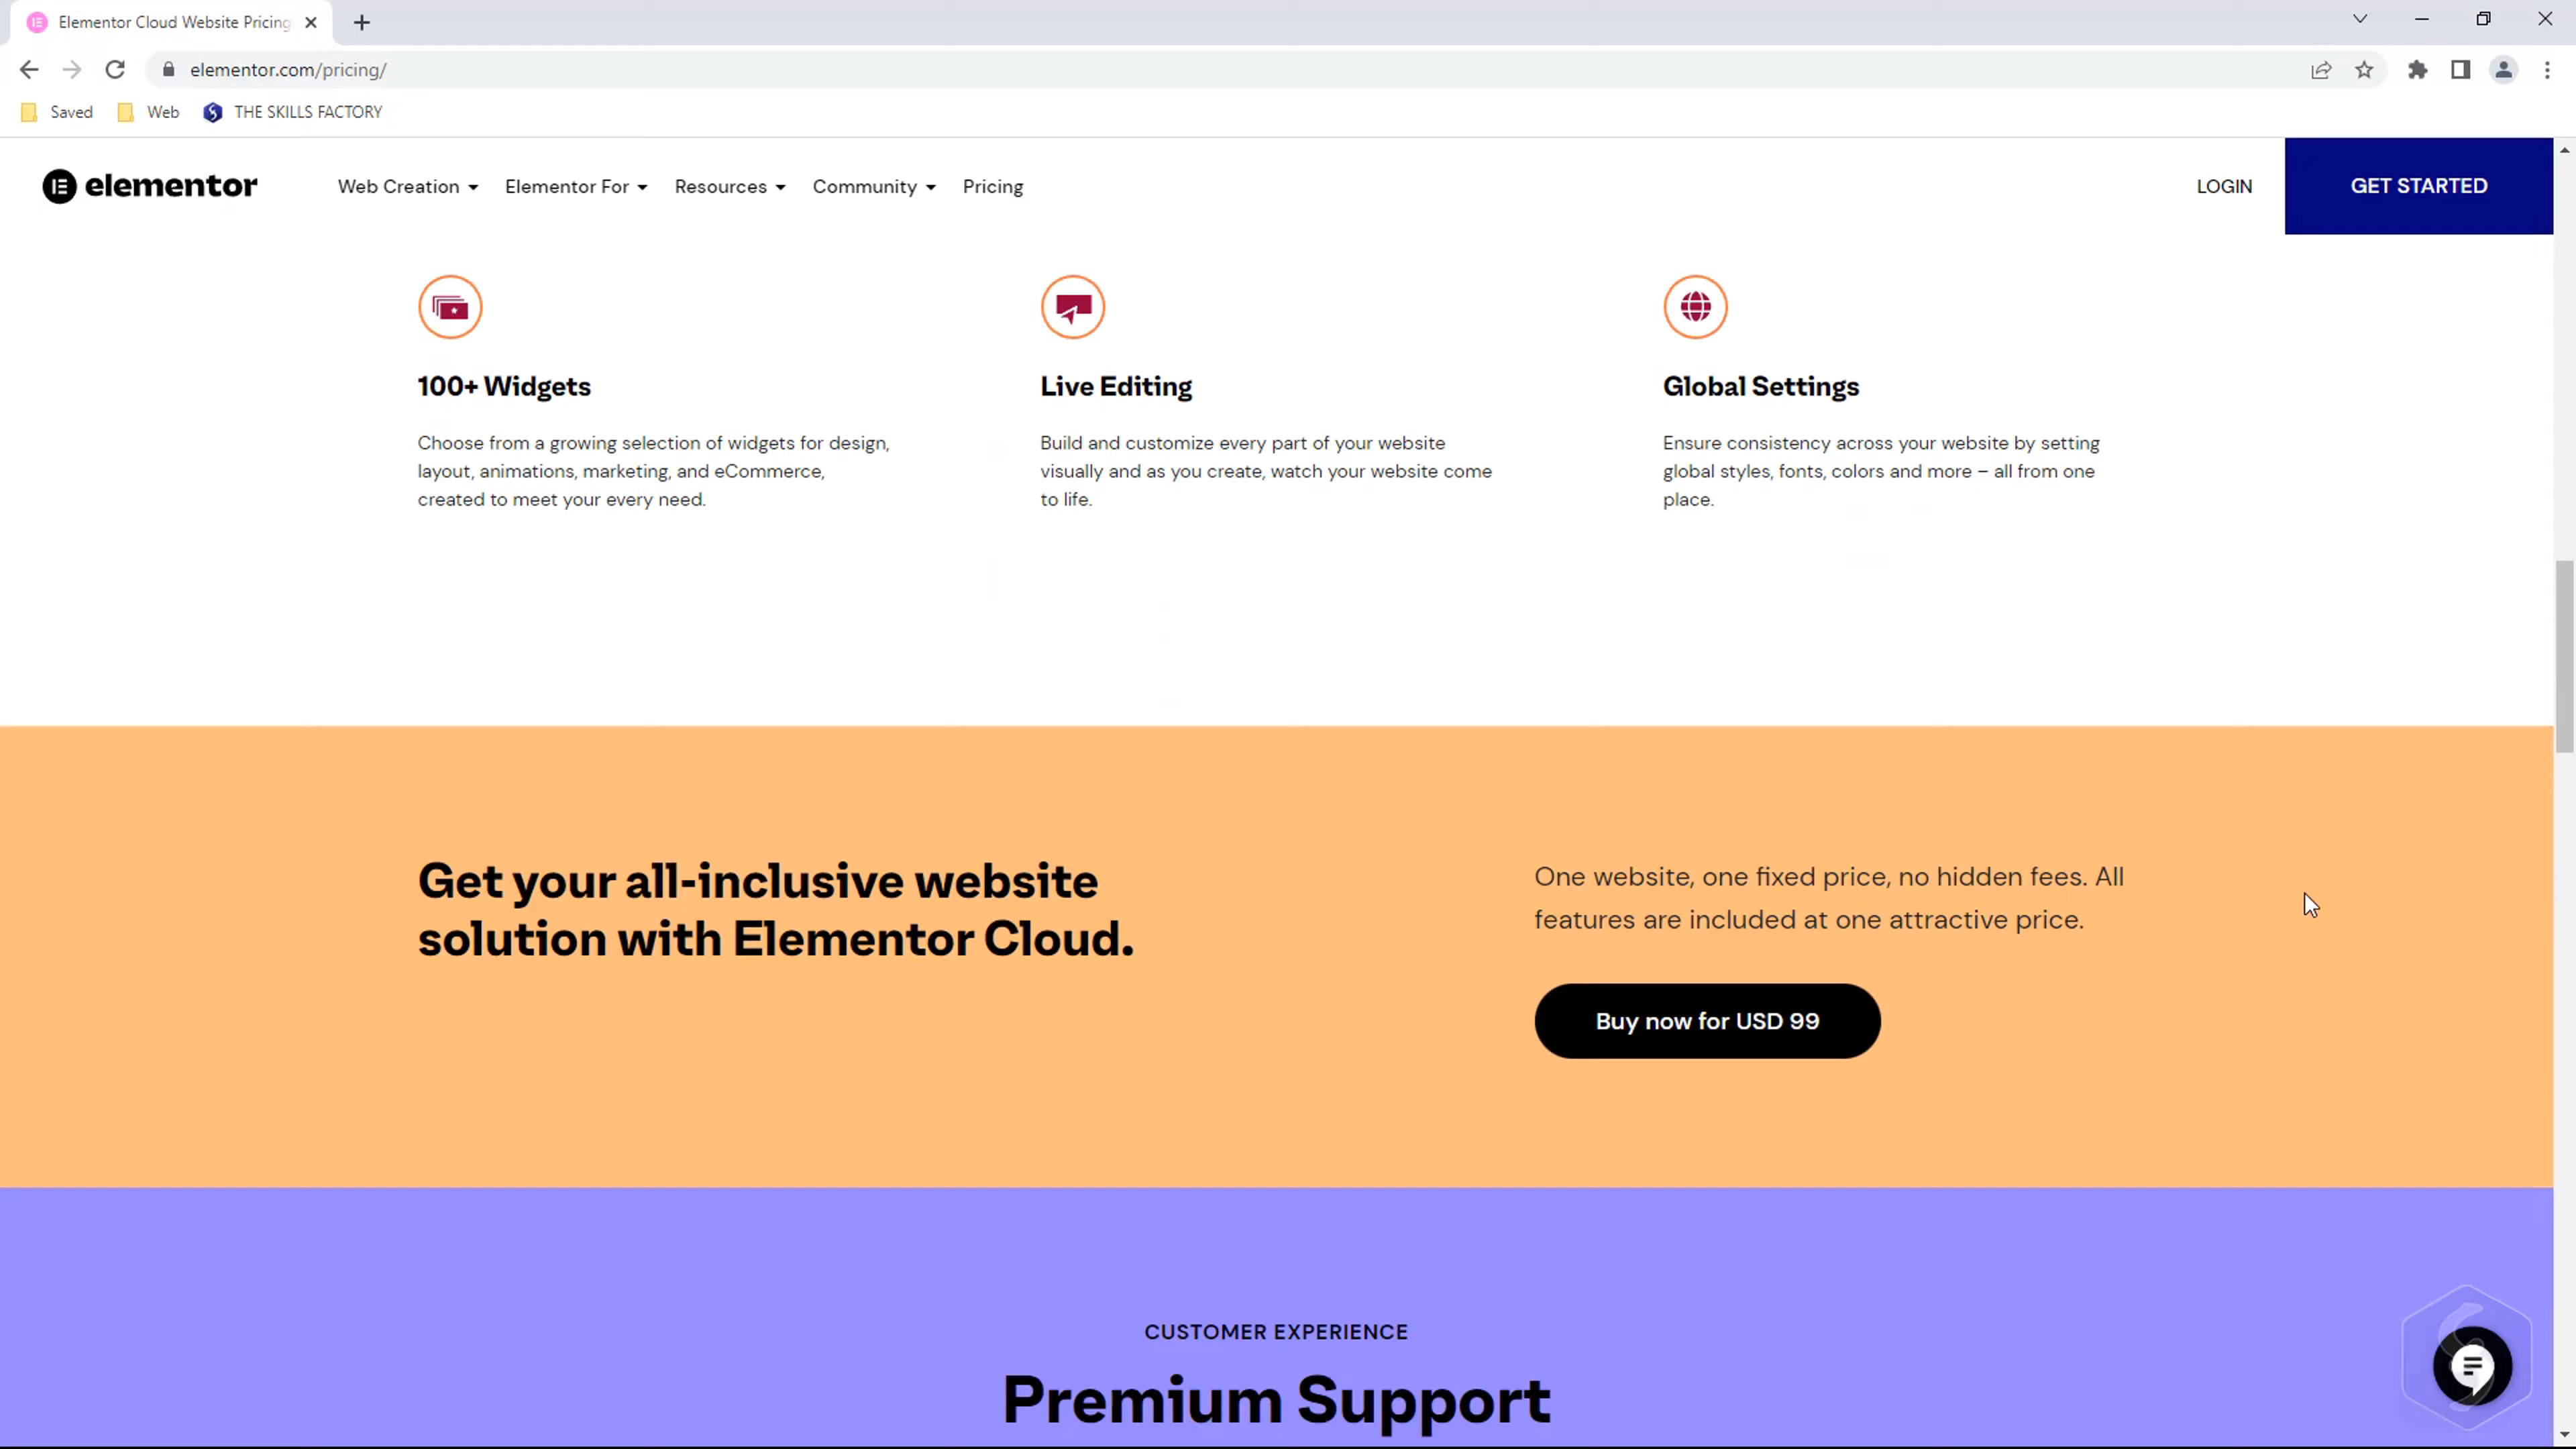 Elementor Cloud Website Pricing
elementor.com/pricing/
Saved Web THE SKILLS FACTORY
elementor Web Creation Elementor For Resources Community Pricing LOGIN GET STARTED
100+ Widgets
Choose from a growing selection of widgets for design,
layout, animations, marketing, and eCommerce,
created to meet your every need.
Live Editing
Build and customize every part of your website
visually and as you create, watch your website come
to life.
Global Settings
Ensure consistency across your website by setting
global styles, fonts, colors and more – all from one
place.
Get your all-inclusive website
solution with Elementor Cloud.
One website, one fixed price, no hidden fees. All
features are included at one attractive price.
Buy now for USD 99
CUSTOMER EXPERIENCE
Premium Support